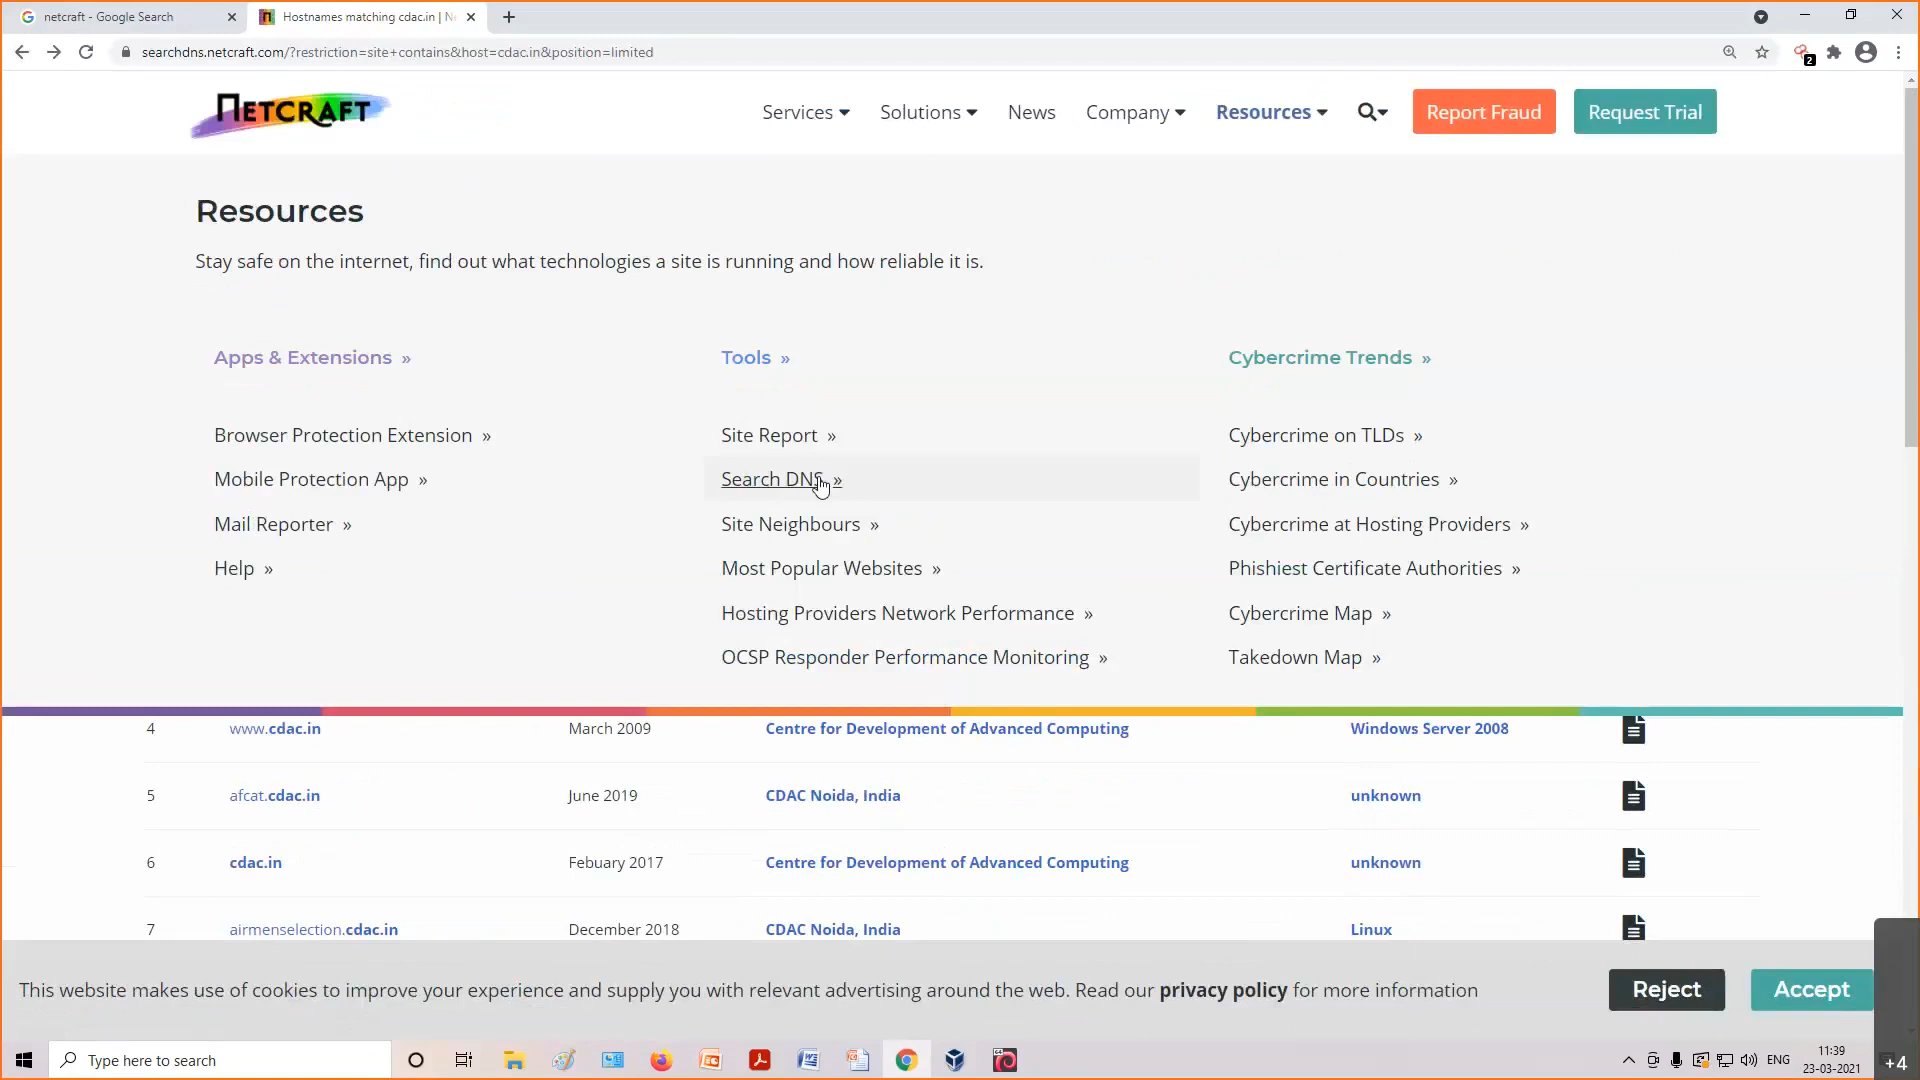 netcraft - Google Search
Hostnames matching cdac.in | Ne
searchdns.netcraft.com/?restriction=site+contains&host=cdac.in&position=limited
2
NETCRAFT
Services
Solutions
News
Company
Resources
Report Fraud
Request Trial
Resources
Stay safe on the internet, find out what technologies a site is running and how reliable it is.
Apps & Extensions »
Tools »
Cybercrime Trends »
Browser Protection Extension »
Site Report »
Cybercrime on TLDs »
Mobile Protection App »
Search DNS »
Cybercrime in Countries »
Mail Reporter »
Site Neighbours »
Cybercrime at Hosting Providers »
Help »
Most Popular Websites »
Phishiest Certificate Authorities »
Hosting Providers Network Performance »
Cybercrime Map »
OCSP Responder Performance Monitoring »
Takedown Map »
4 www.cdac.in March 2009 Centre for Development of Advanced Computing Windows Server 2008
5 afcat.cdac.in June 2019 CDAC Noida, India unknown
6 cdac.in Febuary 2017 Centre for Development of Advanced Computing unknown
7 airmenselection.cdac.in December 2018 CDAC Noida, India Linux
This website makes use of cookies to improve your experience and supply you with relevant advertising around the web. Read our privacy policy for more information
Reject
Accept
Type here to search
ENG
11:39
23-03-2021
+4